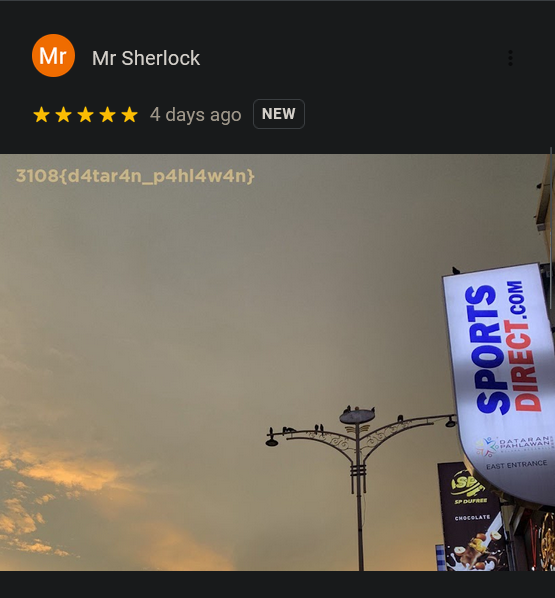 Mr
Mr Sherlock
4 days ago
NEW
3108{d4tar4n_p4hl4w4n}
SPORTS
DIRECT.COM
DATARAN
PAHLAWAN
EAST ENTRANCE
SP
SP DUFREE
CHOCOLATE